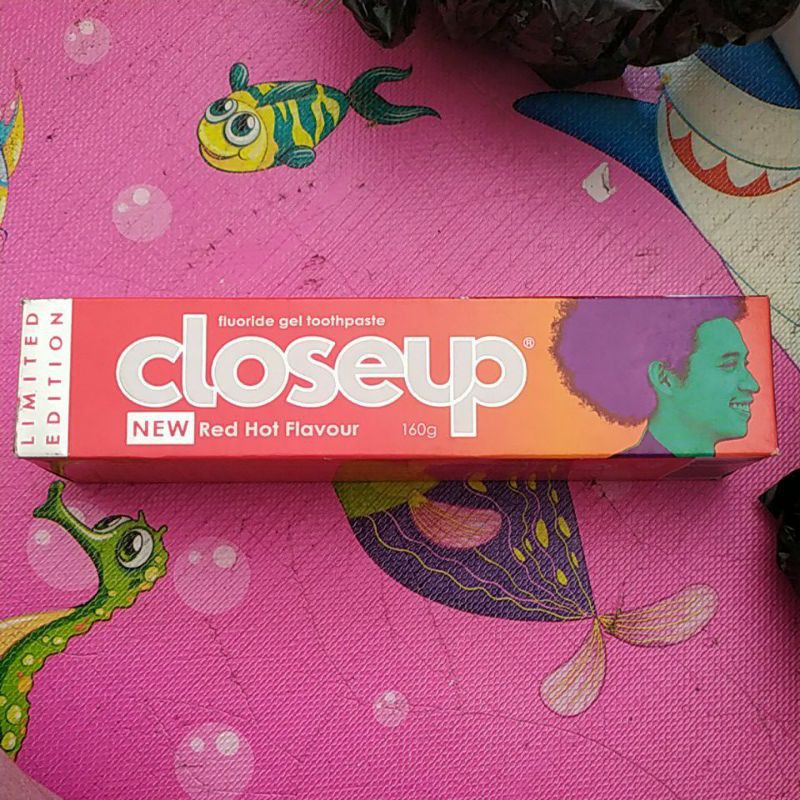 LIMITED
EDITION
fluoride gel toothpaste
closeup®
NEW Red Hot Flavour 160g